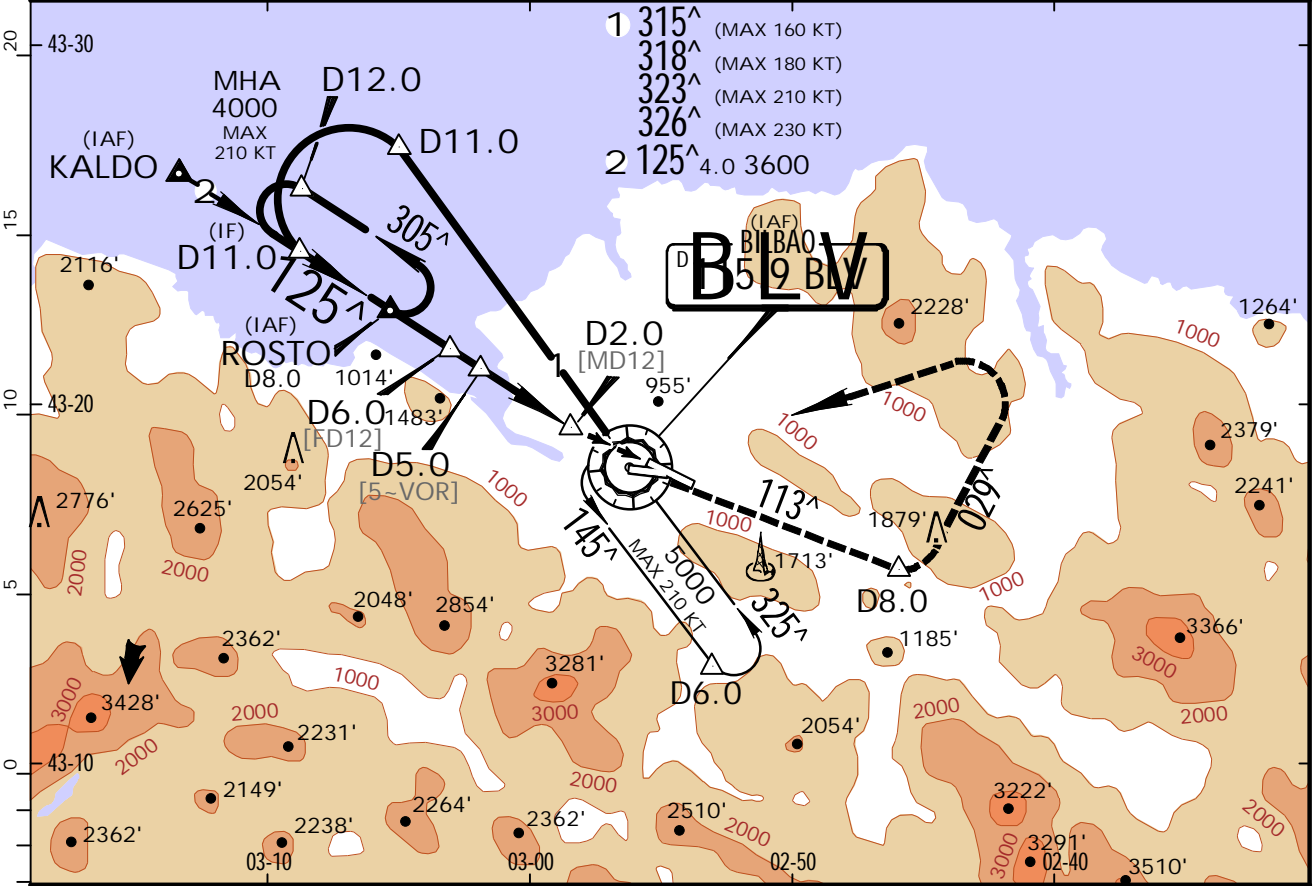 20
43-30
1 315^ (MAX 160 KT)
318^ (MAX 180 KT)
323^ (MAX 210 KT)
326^ (MAX 230 KT)
2 125^ 4.0 3600
MHA
4000
MAX
210 KT
D12.0
D11.0
(IAF)
KALDO
2
(IF)
D11.0
305^
125^
15
2116'
(IAF)
BILBAO
D
BLV
2228'
1264'
1000
(IAF)
ROSTO
D8.0
1014'
1
D2.0
[MD12]
955'
10
43-20
D6.0
[FD12]
1483'
D5.0
[5~VOR]
1000
1000
2379'
2776'
2054'
2625'
1000
113^
029^
1879'
2241'
1000
145^
MAX 210 KT
5000
325^
1713'
D8.0
1000
2000
2000
5
2048'
2854'
2362'
1185'
3366'
3000
2000
3281'
3000
D6.0
1000
3000
3428'
2000
2000
2231'
2054'
2000
0
43-10
2000
2149'
2264'
2362'
2510'
2000
3222'
2000
2362'
2238'
3291'
3000
3510'
03-10
03-00
02-50
02-40